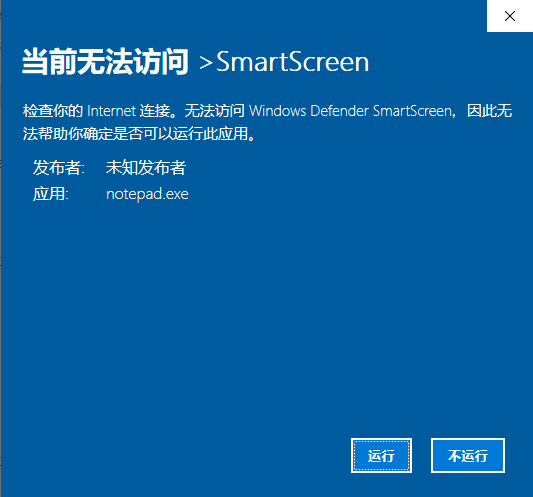 当前无法访问 >SmartScreen
检查你的 Internet 连接。无法访问 Windows Defender SmartScreen，因此无
法帮助你确定是否可以运行此应用。
发布者: 未知发布者
应用: notepad.exe
运行 不运行